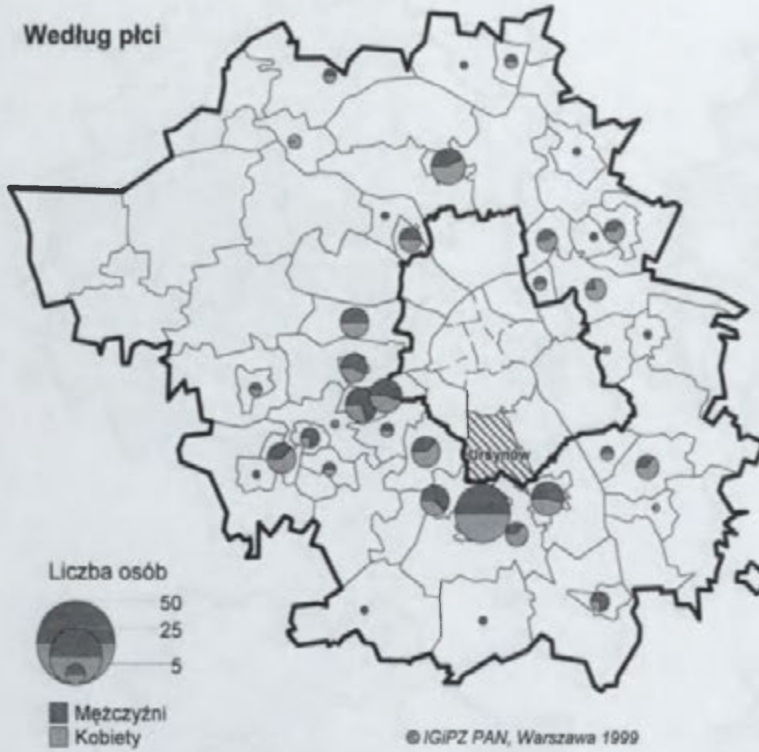 Według płci
Ursynów
Liczba osób
50
25
5
Mężczyźni
Kobiety
© IGiPZ PAN, Warszawa 1999